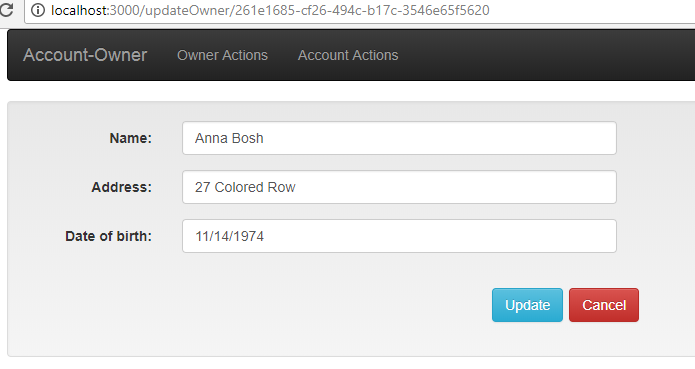 localhost:3000/updateOwner/261e1685-cf26-494c-b17c-3546e65f5620
Account-Owner Owner Actions Account Actions
Name: Anna Bosh
Address: 27 Colored Row
Date of birth: 11/14/1974
Update Cancel